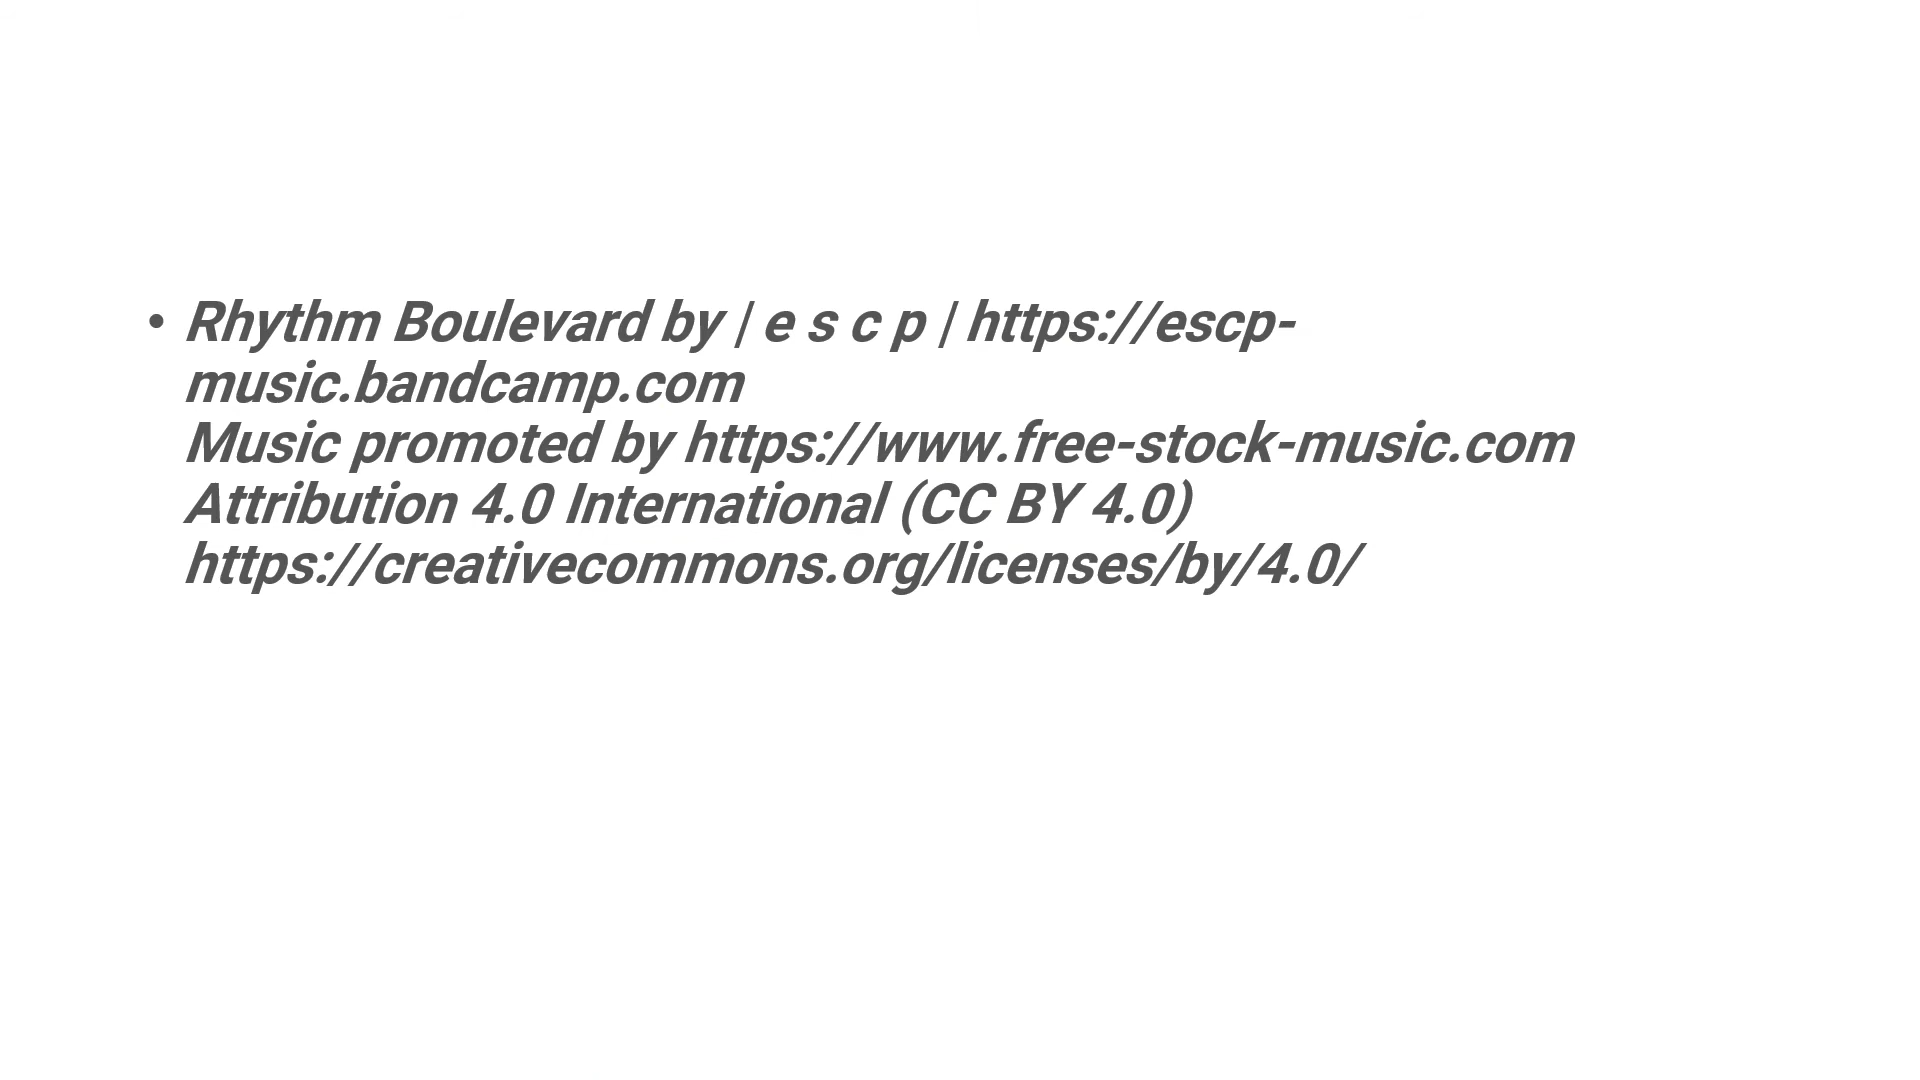 • Rhythm Boulevard by | e s c p | https://escp-
music.bandcamp.com
Music promoted by https://www.free-stock-music.com
Attribution 4.0 International (CC BY 4.0)
https://creativecommons.org/licenses/by/4.0/